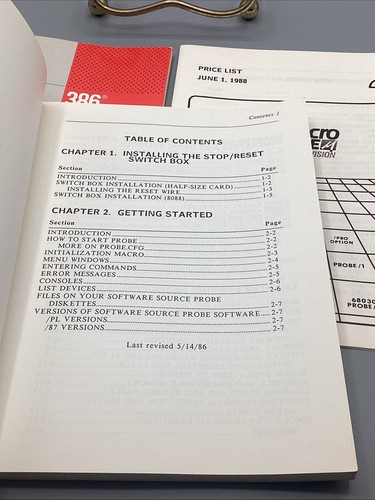 386®
PRICE LIST
JUNE 1, 1988
Contents 1
TABLE OF CONTENTS
CHAPTER 1. INSTALLING THE STOP/RESET
SWITCH BOX
Section Page
INTRODUCTION 1-2
SWITCH BOX INSTALLATION (HALF-SIZE CARD) 1-2
INSTALLING THE RESET WIRE 1-3
SWITCH BOX INSTALLATION (8088) 1-5
CHAPTER 2. GETTING STARTED
Section Page
INTRODUCTION 2-2
HOW TO START PROBE 2-2
MORE ON PROBE.CFG 2-2
INITIALIZATION MACRO 2-3
MENU WINDOWS 2-4
ENTERING COMMANDS 2-5
ERROR MESSAGES 2-5
CONSOLES 2-6
LIST DEVICES 2-6
FILES ON YOUR SOFTWARE SOURCE PROBE
DISKETTES 2-7
VERSIONS OF SOFTWARE SOURCE PROBE SOFTWARE 2-7
/PL VERSIONS 2-7
/87 VERSIONS 2-7
Last revised 5/14/86
VISION
/PRO
OPTION
PROBE/1
68030
PROBE/